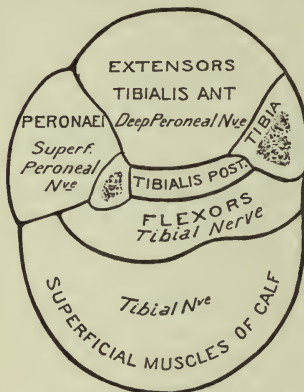 EXTENSORS
TIBIALIS ANT
Deep Peroneal Nve
TIBIA
PERONAEI
Superf.
Peroneal
Nve
TIBIALIS POST.
FLEXORS
Tibial Nerve
Tibial Nve
SUPERFICIAL MUSCLES OF CALF